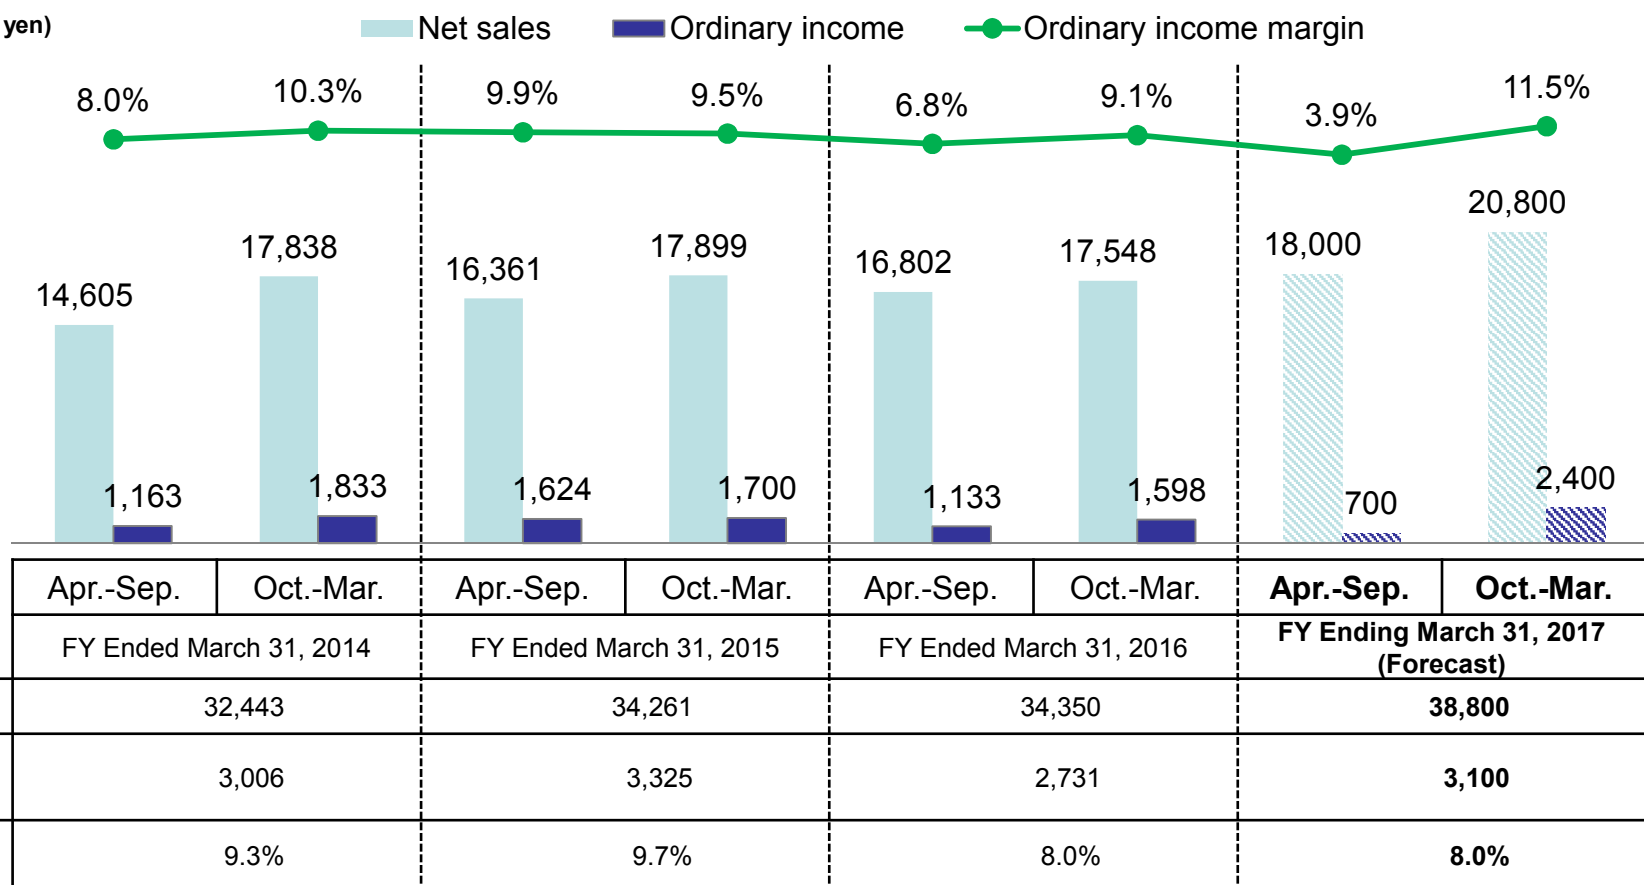 yen)
Net sales
Ordinary income
Ordinary income margin
8.0%
10.3%
9.9%
9.5%
6.8%
9.1%
3.9%
11.5%
14,605
17,838
16,361
17,899
16,802
17,548
18,000
20,800
1,163
1,833
1,624
1,700
1,133
1,598
700
2,400
Apr.-Sep.
Oct.-Mar.
Apr.-Sep.
Oct.-Mar.
Apr.-Sep.
Oct.-Mar.
Apr.-Sep.
Oct.-Mar.
FY Ended March 31, 2014
FY Ended March 31, 2015
FY Ended March 31, 2016
FY Ending March 31, 2017
(Forecast)
32,443
34,261
34,350
38,800
3,006
3,325
2,731
3,100
9.3%
9.7%
8.0%
8.0%